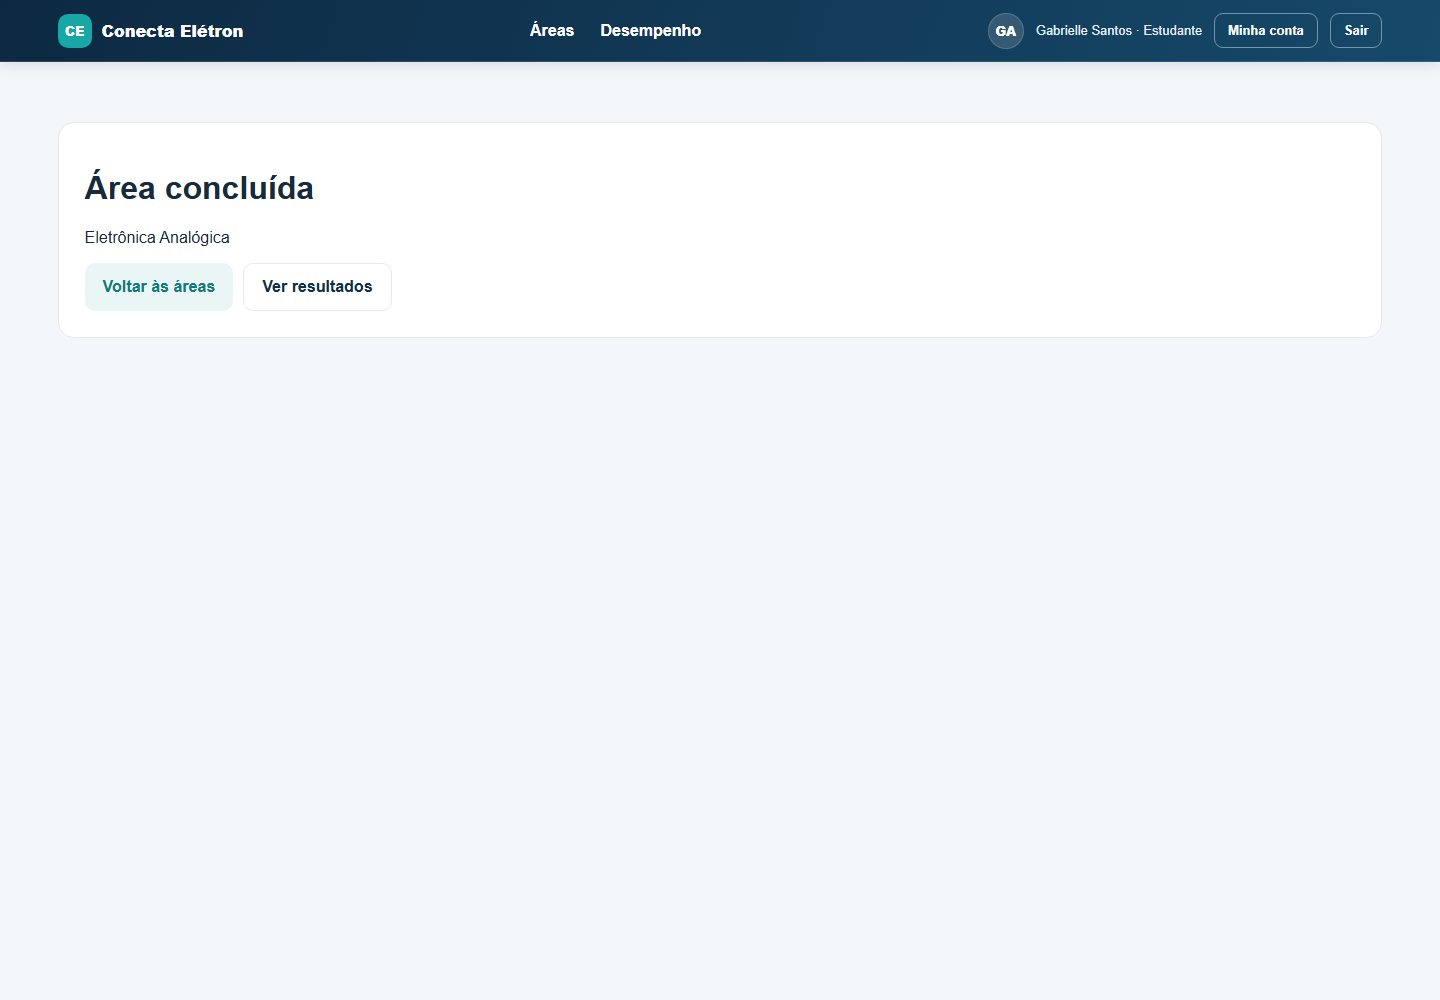 CE Conecta Elétron Áreas Desempenho GA Gabrielle Santos · Estudante Minha conta Sair
Área concluída
Eletrônica Analógica
Voltar às áreas Ver resultados